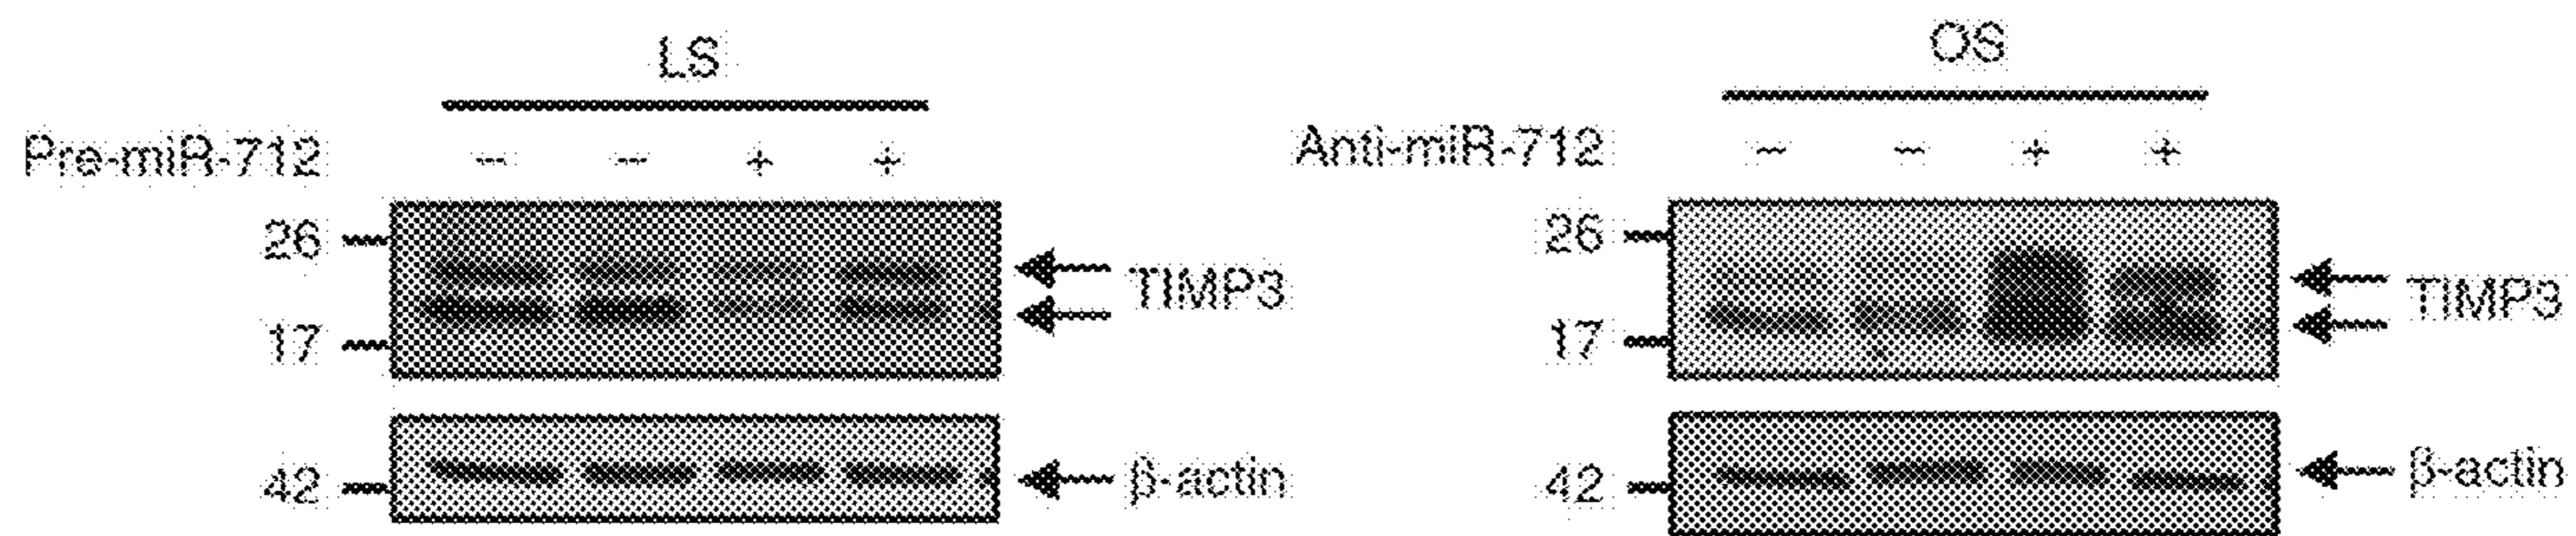 LS
Pre-miR-712 − − + +
26
TIMP3
17
42
β-actin
OS
Anti-miR-712 − − + +
26
TIMP3
17
42
β-actin